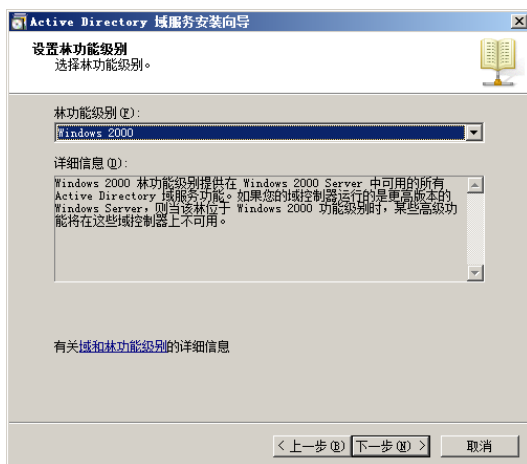 Active Directory 域服务安装向导
设置林功能级别
选择林功能级别。
林功能级别(F):
Windows 2000
详细信息(D):
Windows 2000 林功能级别提供在 Windows 2000 Server 中可用的所有
Active Directory 域服务功能。如果您的域控制器运行的是更高版本的
Windows Server，则当该林位于 Windows 2000 功能级别时，某些高级功
能将在这些域控制器上不可用。
有关域和林功能级别的详细信息
< 上一步(B) 下一步(N) > 取消